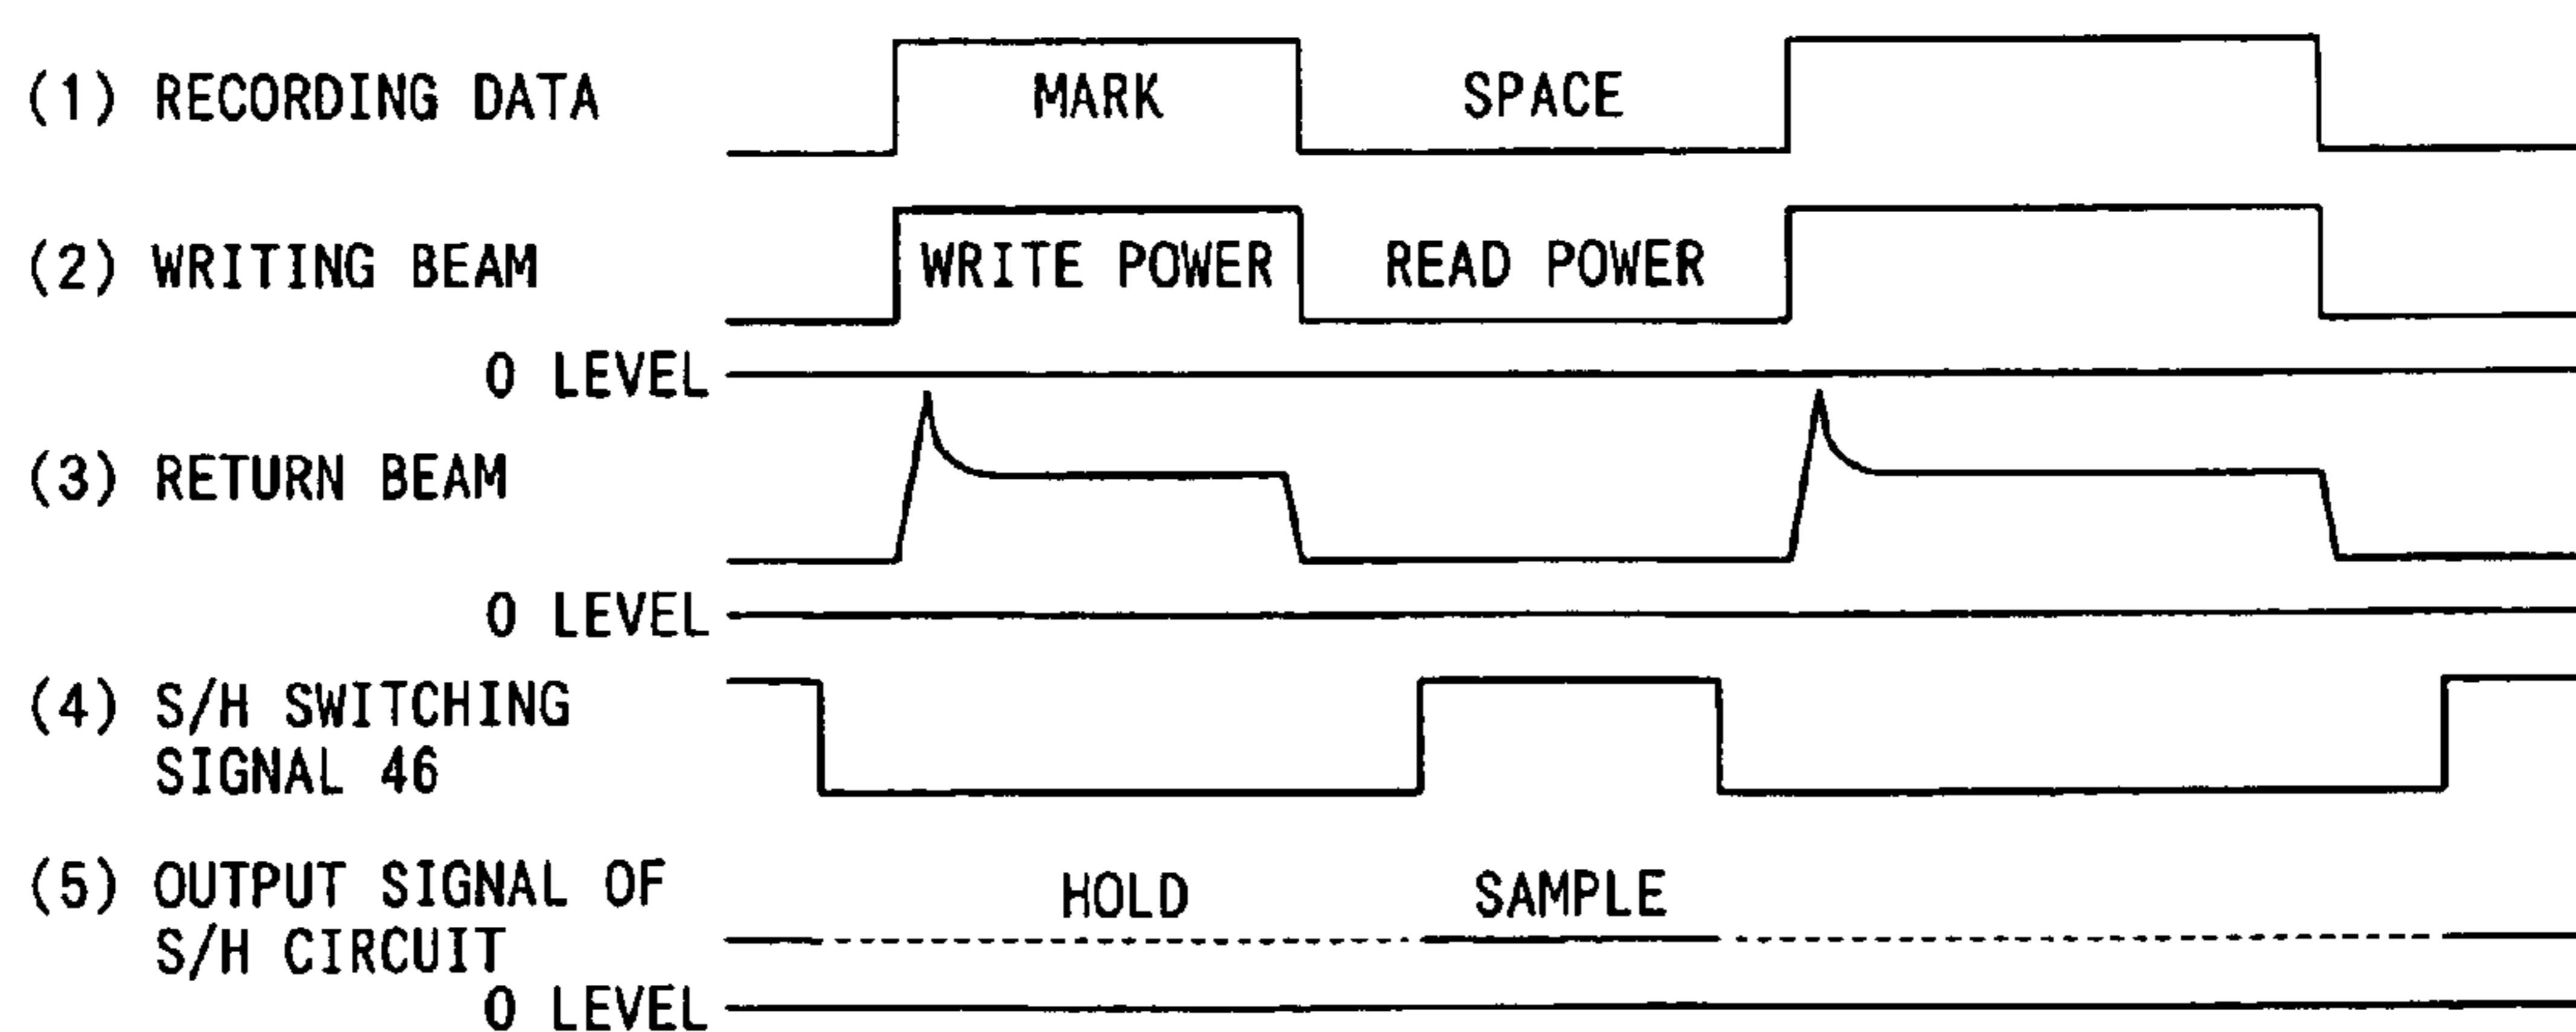 (1) RECORDING DATA
MARK
SPACE
(2) WRITING BEAM
WRITE POWER
READ POWER
0 LEVEL
(3) RETURN BEAM
0 LEVEL
(4) S/H SWITCHING
SIGNAL 46
(5) OUTPUT SIGNAL OF
S/H CIRCUIT
HOLD
SAMPLE
0 LEVEL